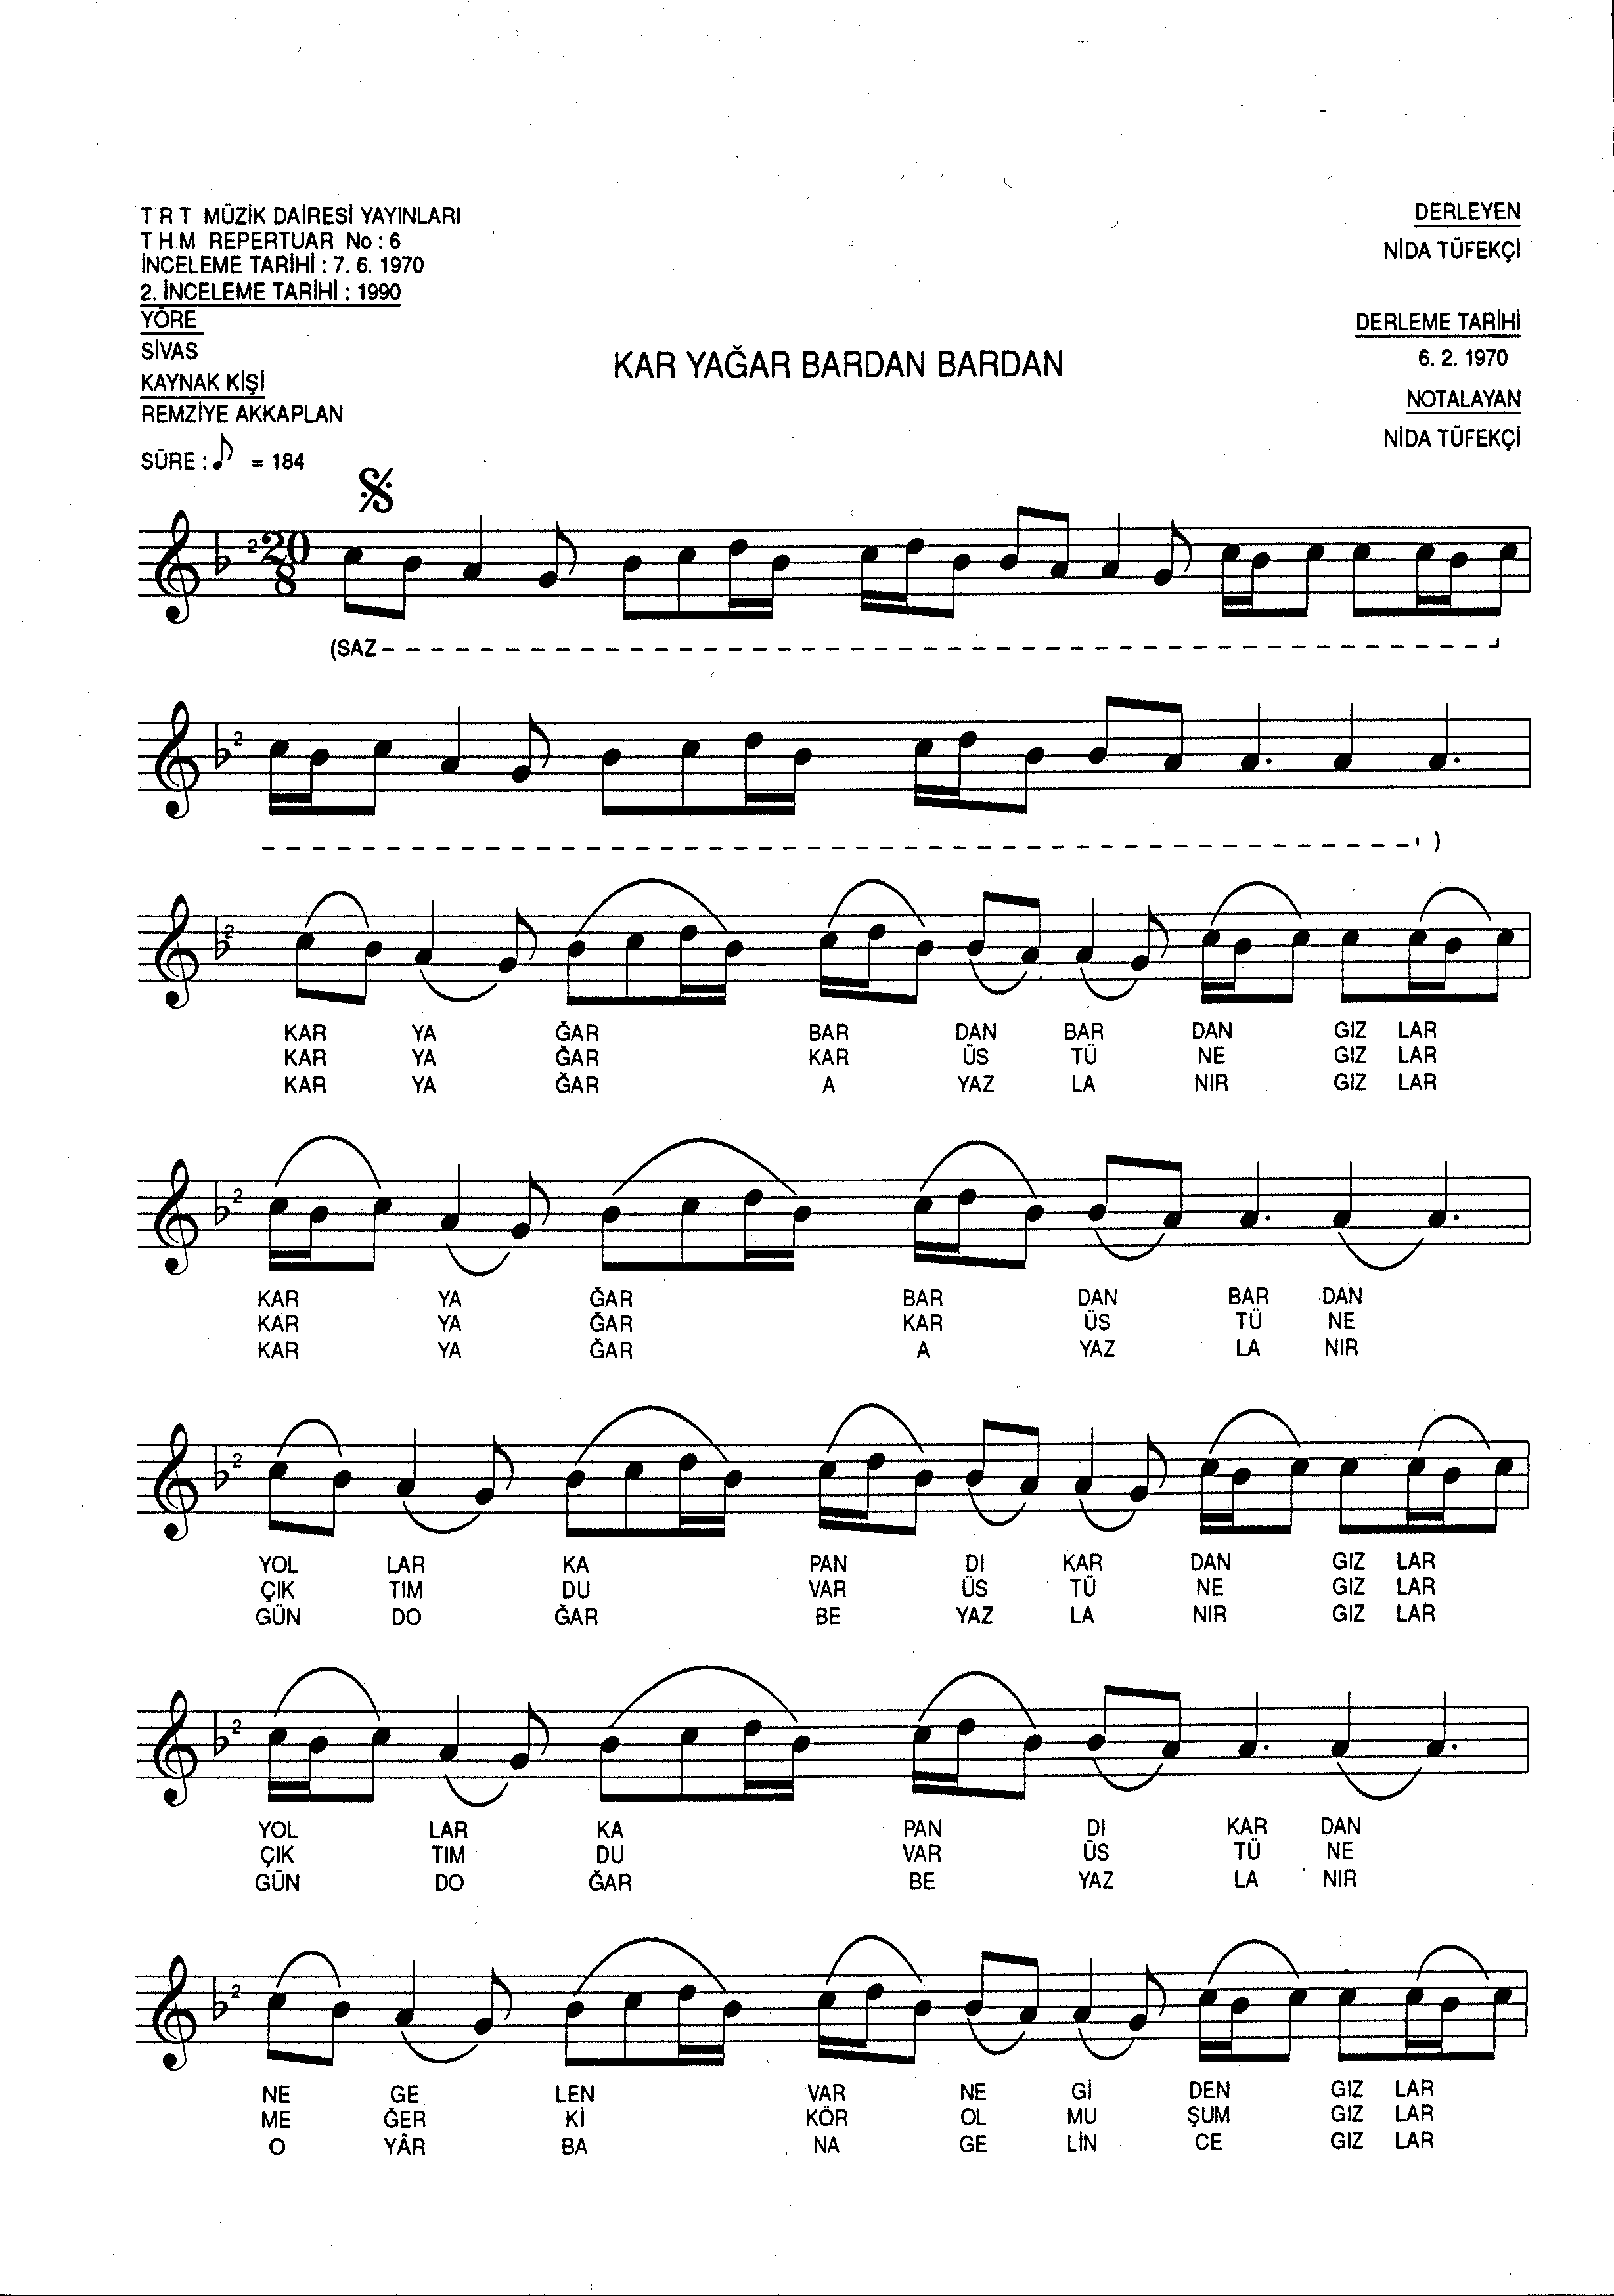 T R T MÜZİK DAİRESİ YAYINLARI
T H M REPERTUAR No : 6
İNCELEME TARİHİ : 7. 6. 1970
2. İNCELEME TARİHİ : 1990
YÖRE
SİVAS
KAYNAK KİŞİ
REMZİYE AKKAPLAN
SÜRE : ♪ = 184
DERLEYEN
NİDA TÜFEKÇİ
DERLEME TARİHİ
6. 2. 1970
NOTALAYAN
NİDA TÜFEKÇİ
KAR YAĞAR BARDAN BARDAN
2 20
8
(SAZ
2
)
2
KAR YA ĞAR BAR DAN BAR DAN GIZ LAR
KAR YA ĞAR KAR ÜS TÜ NE GIZ LAR
KAR YA ĞAR A YAZ LA NIR GIZ LAR
2
KAR YA ĞAR BAR DAN BAR DAN
KAR YA ĞAR KAR ÜS TÜ NE
KAR YA ĞAR A YAZ LA NIR
2
YOL LAR KA PAN DI KAR DAN GIZ LAR
ÇIK TIM DU VAR ÜS TÜ NE GIZ LAR
GÜN DO ĞAR BE YAZ LA NIR GIZ LAR
2
YOL LAR KA PAN DI KAR DAN
ÇIK TIM DU VAR ÜS TÜ NE
GÜN DO ĞAR BE YAZ LA NIR
2
NE GE LEN VAR NE Gİ DEN GIZ LAR
ME ĞER Kİ KÖR OL MU ŞUM GIZ LAR
O YÂR BA NA GE LİN CE GIZ LAR